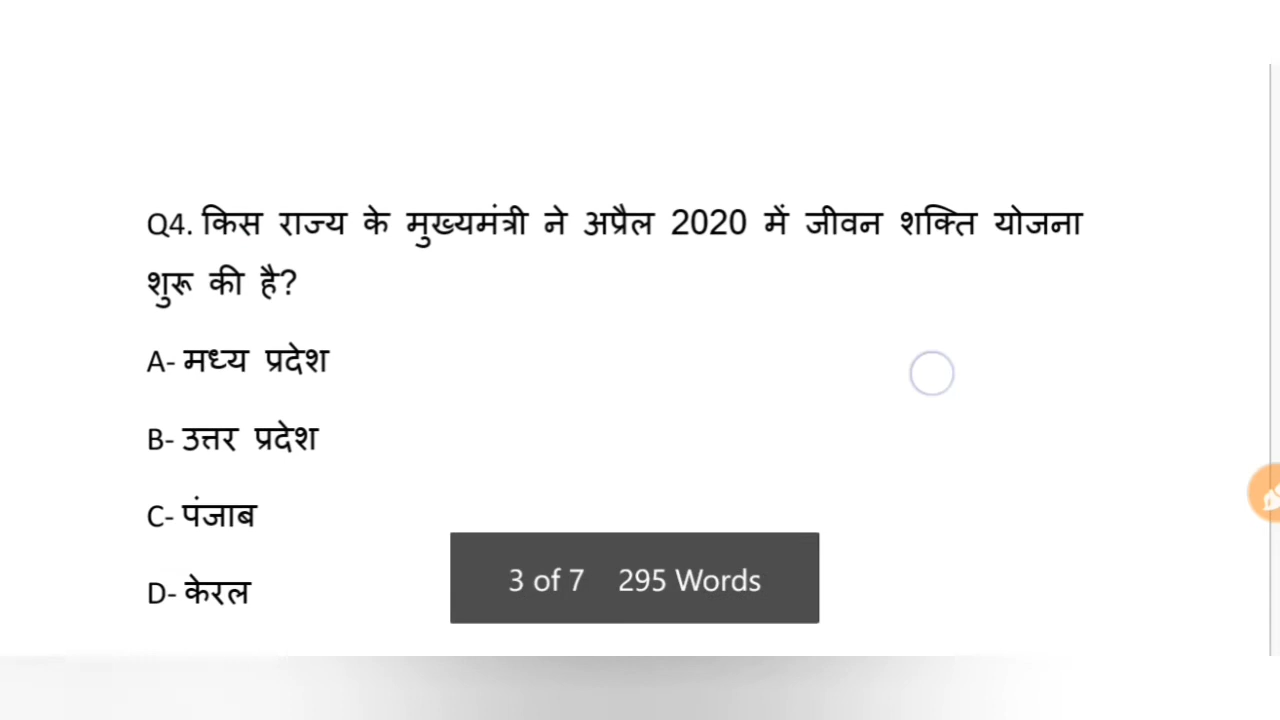 Q4. किस राज्य के मुख्यमंत्री ने अप्रैल 2020 में जीवन शक्ति योजना
शुरू की है?
A- मध्य प्रदेश
B- उत्तर प्रदेश
C- पंजाब
D- केरल
3 of 7 295 Words